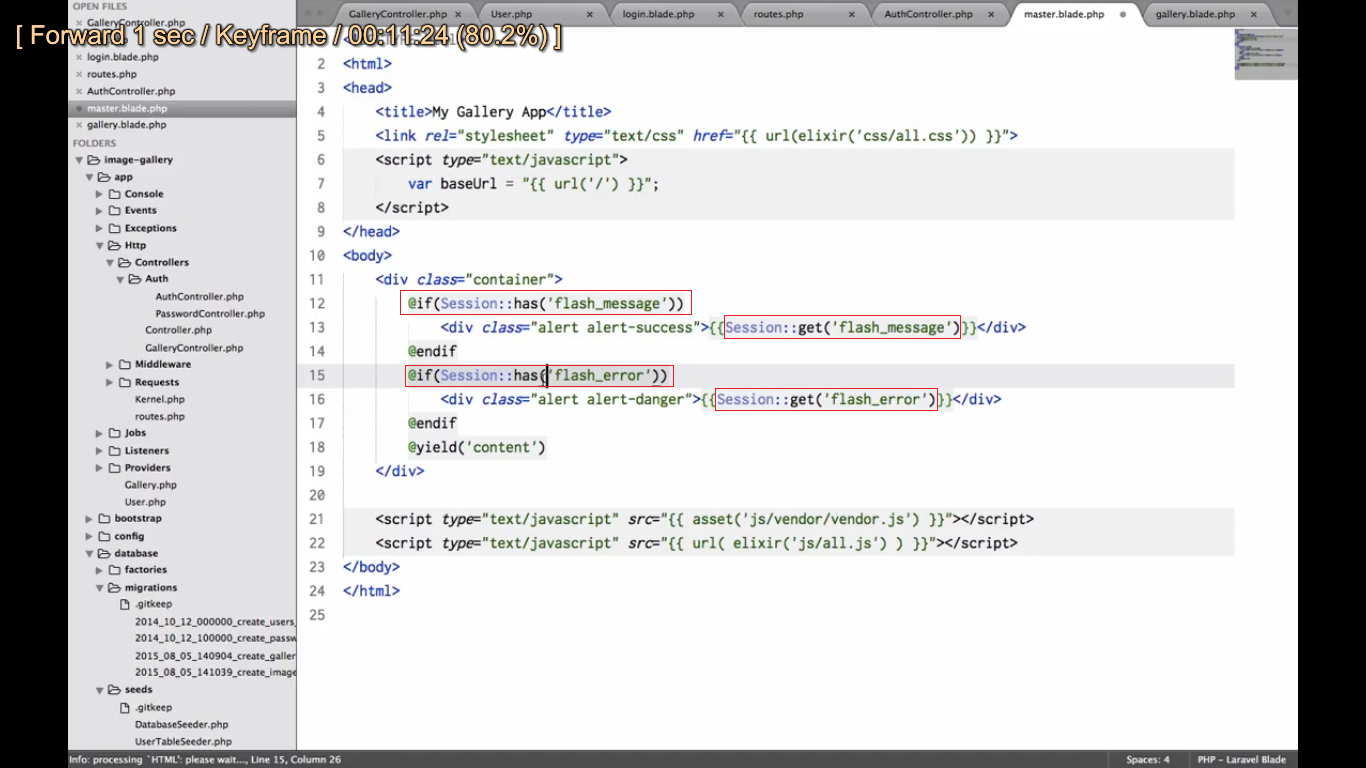 OPEN FILES
GalleryController.php
[ Forward 1 sec / Keyframe / 00:11:24 (80.2%) ]
login.blade.php
routes.php
AuthController.php
master.blade.php
gallery.blade.php
FOLDERS
image-gallery
app
Console
Events
Exceptions
Http
Controllers
Auth
AuthController.php
PasswordController.php
Controller.php
GalleryController.php
Middleware
Requests
Kernel.php
routes.php
Jobs
Listeners
Providers
Gallery.php
User.php
bootstrap
config
database
factories
migrations
.gitkeep
2014_10_12_000000_create_users_
2014_10_12_100000_create_passw
2015_08_05_140904_create_galler
2015_08_05_141039_create_image
seeds
.gitkeep
DatabaseSeeder.php
UserTableSeeder.php
GalleryController.php × User.php × login.blade.php × routes.php × AuthController.php × master.blade.php gallery.blade.php ×
2 <html>
3 <head>
4 <title>My Gallery App</title>
5 <link rel="stylesheet" type="text/css" href="{{ url(elixir('css/all.css')) }}">
6 <script type="text/javascript">
7 var baseUrl = "{{ url('/') }}";
8 </script>
9 </head>
10 <body>
11 <div class="container">
12 @if(Session::has('flash_message'))
13 <div class="alert alert-success">{{Session::get('flash_message')}}</div>
14 @endif
15 @if(Session::has('flash_error'))
16 <div class="alert alert-danger">{{Session::get('flash_error')}}</div>
17 @endif
18 @yield('content')
19 </div>
20
21 <script type="text/javascript" src="{{ asset('js/vendor/vendor.js') }}"></script>
22 <script type="text/javascript" src="{{ url( elixir('js/all.js') ) }}"></script>
23 </body>
24 </html>
25
Info: processing `HTML': please wait..., Line 15, Column 26 Spaces: 4 PHP - Laravel Blade